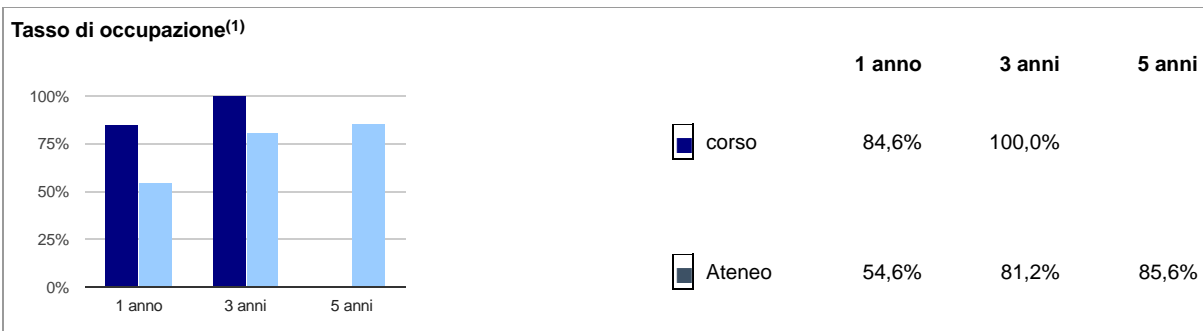 Tasso di occupazione(1)
1 anno 3 anni 5 anni
100%
75%
50%
25%
0%
1 anno 3 anni 5 anni
corso 84,6% 100,0%
Ateneo 54,6% 81,2% 85,6%